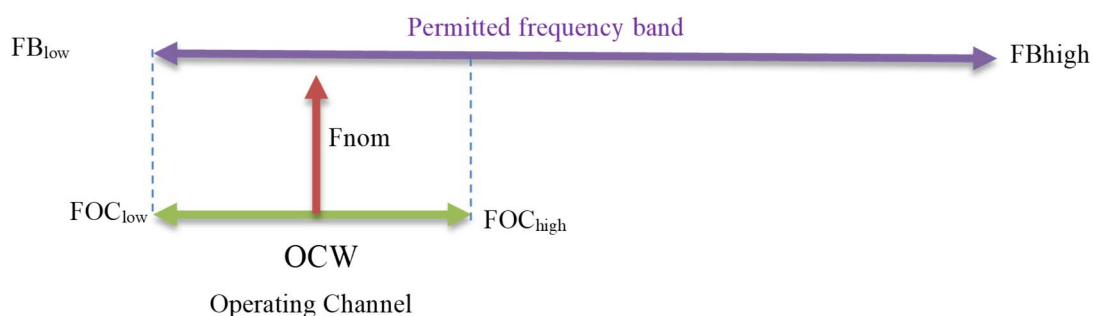 Permitted frequency band
FBlow
FBhigh
Fnom
FOClow
FOChigh
OCW
Operating Channel